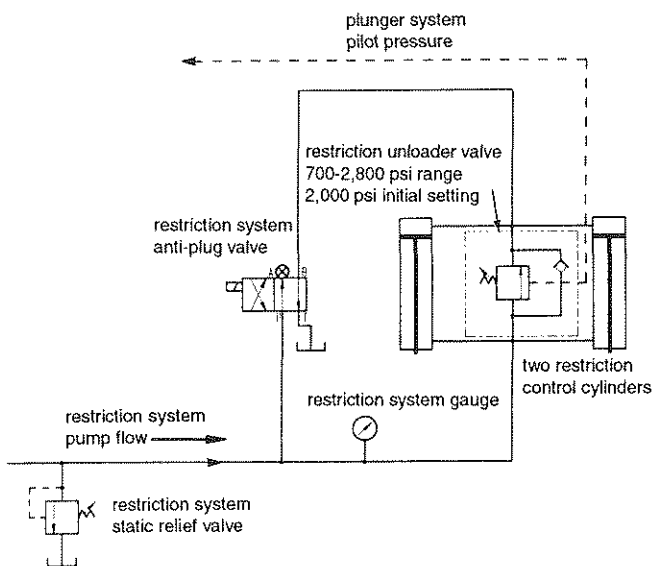 plunger system
pilot pressure
restriction unloader valve
700-2,800 psi range
2,000 psi initial setting
restriction system
anti-plug valve
two restriction
control cylinders
restriction system gauge
restriction system
pump flow
restriction system
static relief valve